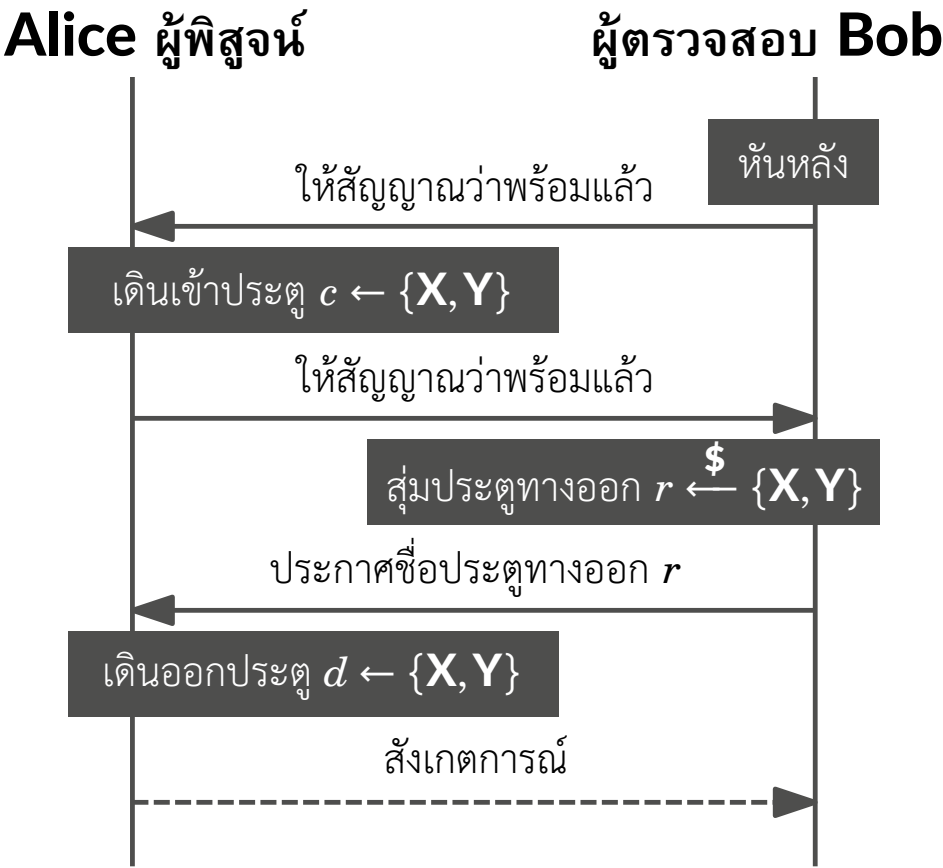 Alice ผู้พิสูจน์ ผู้ตรวจสอบ Bob
หันหลัง
ให้สัญญาณว่าพร้อมแล้ว
เดินเข้าประตู c ← {X, Y}
ให้สัญญาณว่าพร้อมแล้ว
$
สุ่มประตูทางออก r ← {X, Y}
ประกาศชื่อประตูทางออก r
เดินออกประตู d ← {X, Y}
สังเกตการณ์